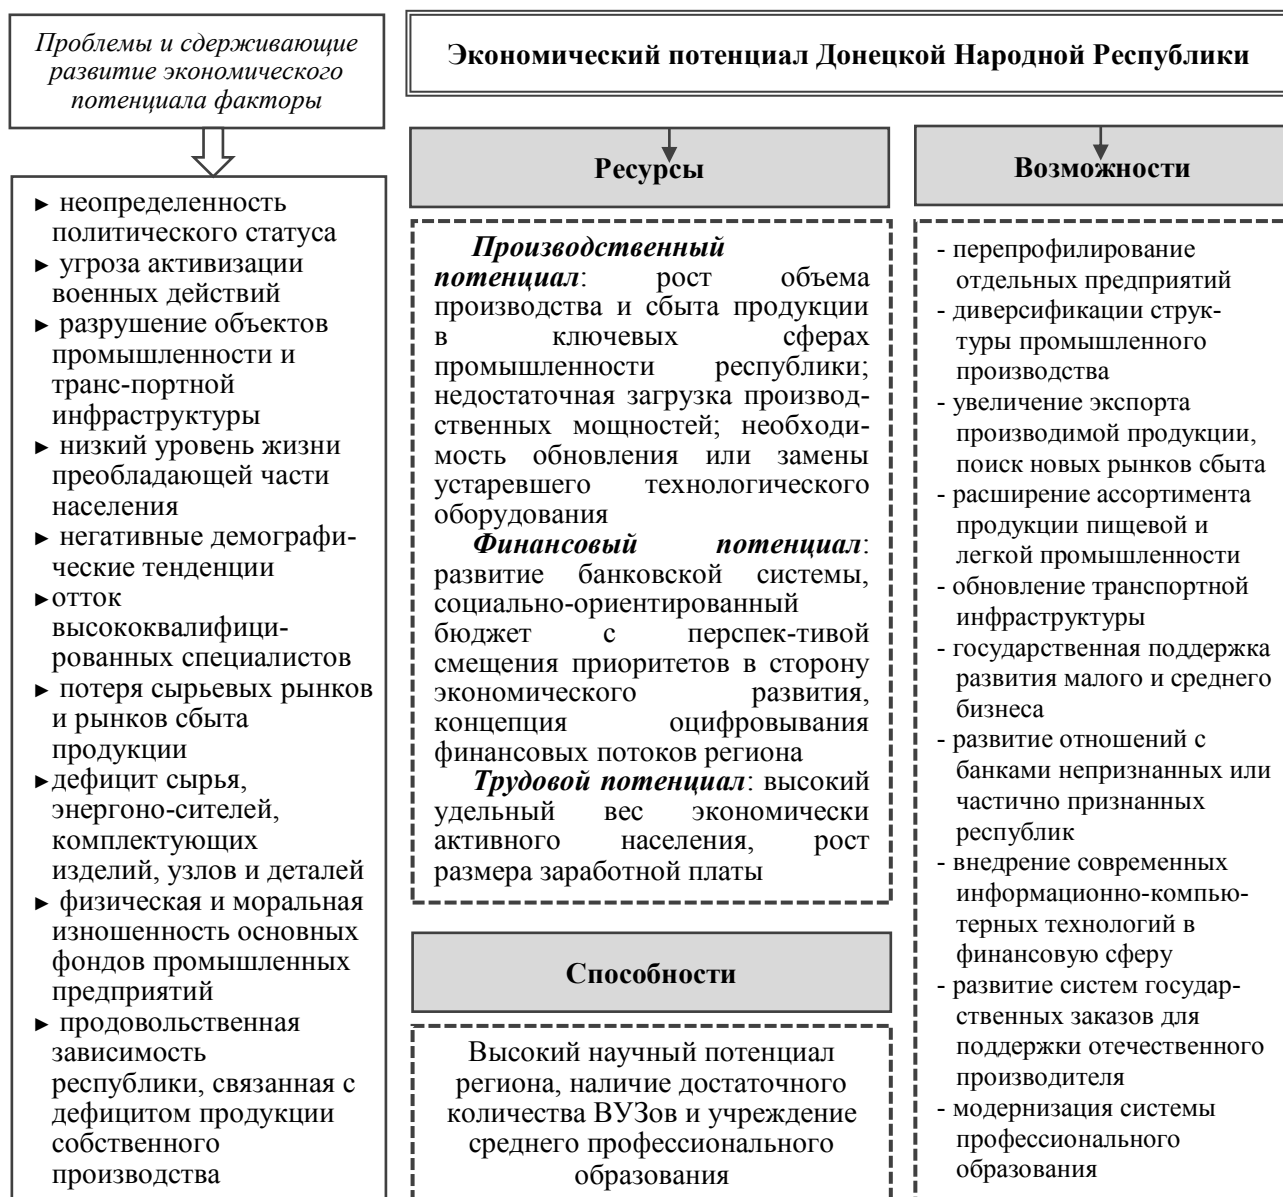 Проблемы и сдерживающие
развитие экономического
потенциала факторы
► неопределенность
политического статуса
► угроза активизации
военных действий
► разрушение объектов
промышленности и
транс-портной
инфраструктуры
► низкий уровень жизни
преобладающей части
населения
► негативные демографи-
ческие тенденции
►отток
высококвалифици-
рованных специалистов
► потеря сырьевых рынков
и рынков сбыта
продукции
►дефицит сырья,
энергоно-сителей,
комплектующих
изделий, узлов и деталей
► физическая и моральная
изношенность основных
фондов промышленных
предприятий
► продовольственная
зависимость
республики, связанная с
дефицитом продукции
собственного
производства
Экономический потенциал Донецкой Народной Республики
Ресурсы
Производственный
потенциал: рост объема
производства и сбыта продукции
в ключевых сферах
промышленности республики;
недостаточная загрузка производ-
ственных мощностей; необходи-
мость обновления или замены
устаревшего технологического
оборудования
Финансовый потенциал:
развитие банковской системы,
социально-ориентированный
бюджет с перспек-тивой
смещения приоритетов в сторону
экономического развития,
концепция оцифровывания
финансовых потоков региона
Трудовой потенциал: высокий
удельный вес экономически
активного населения, рост
размера заработной платы
Способности
Высокий научный потенциал
региона, наличие достаточного
количества ВУЗов и учреждение
среднего профессионального
образования
Возможности
- перепрофилирование
отдельных предприятий
- диверсификации струк-
туры промышленного
производства
- увеличение экспорта
производимой продукции,
поиск новых рынков сбыта
- расширение ассортимента
продукции пищевой и
легкой промышленности
- обновление транспортной
инфраструктуры
- государственная поддержка
развития малого и среднего
бизнеса
- развитие отношений с
банками непризнанных или
частично признанных
республик
- внедрение современных
информационно-компью-
терных технологий в
финансовую сферу
- развитие систем государ-
ственных заказов для
поддержки отечественного
производителя
- модернизация системы
профессионального
образования